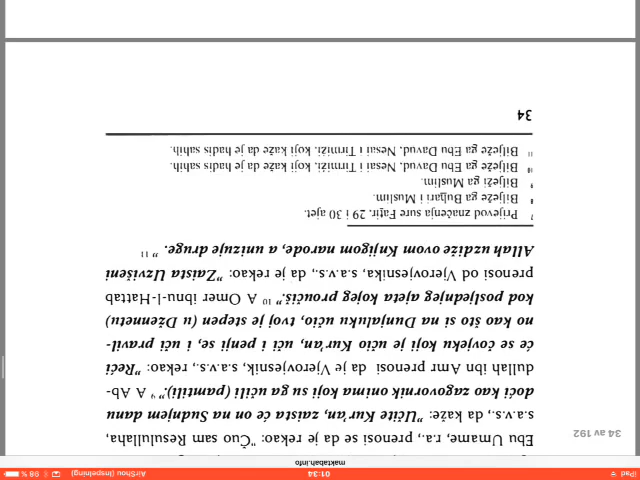 iPad
01:34
AirShou (Inspelning)
98 %
maktabah.info
34 av 192
Ebu Umame, r.a., prenosi se da je rekao: "Čuo sam Resulullaha,
s.a.v.s., da kaže: "Učite Kur'an, zaista će on na Sudnjem danu
doći kao zagovornik onima koji su ga učili (pamtili)." 9 A Ab-
dullah ibn Amr prenosi da je Vjerovjesnik, s.a.v.s., rekao: "Reći
će se čovjeku koji je učio Kur'an, uči i penji se, i uči pravil-
no kao što si na Dunjaluku učio, tvoj je stepen (u Džennetu)
kod posljednjeg ajeta kojeg proučiš." 10 A Omer ibnu-l-Hattab
prenosi od Vjerovjesnika, s.a.v.s., da je rekao: "Zaista Uzvišeni
Allah uzdiže ovom Knjigom narode, a unizuje druge. " 11
7 Prijevod značenja sure Fatir. 29 i 30 ajet.
8 Bilježe ga Buhari i Muslim.
9 Bilježi ga Muslim.
10 Bilježe ga Ebu Davud, Nesai i Tirmizi, koji kaže da je hadis sahih.
11 Bilježe ga Ebu Davud, Nesai i Tirmizi, koji kaže da je hadis sahih.
34